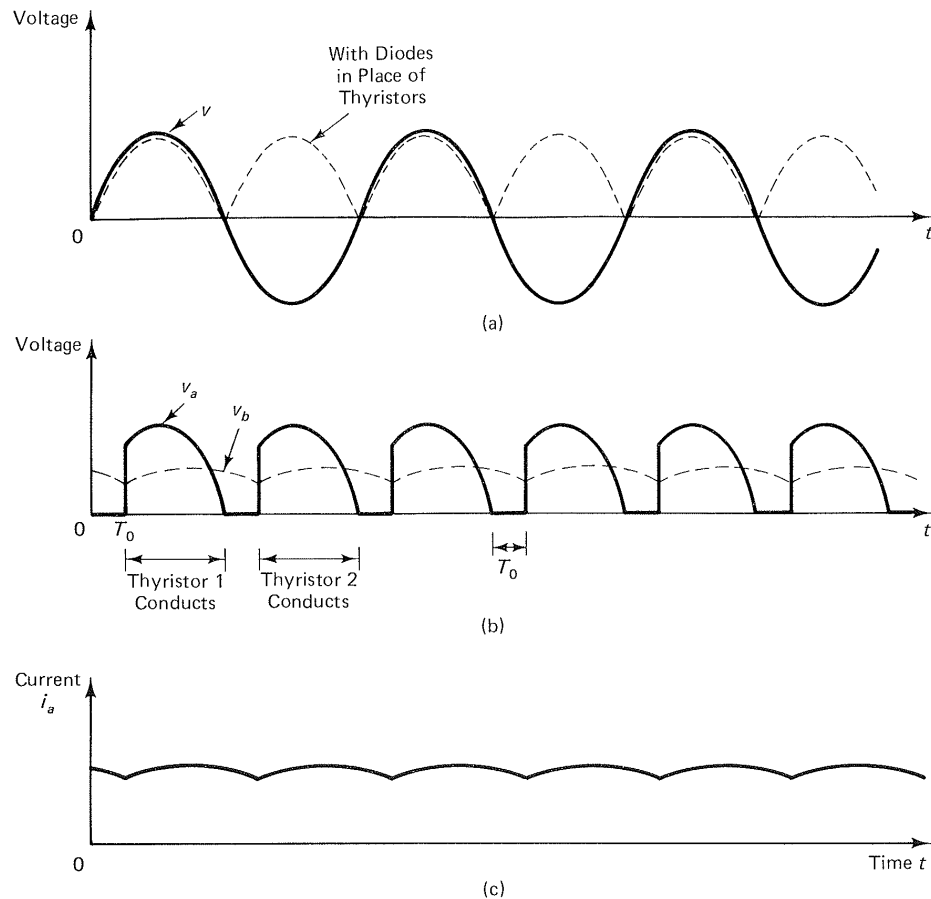 Voltage
With Diodes
in Place of
Thyristors
v
0
t
(a)
Voltage
v_a
v_b
0
T_0
t
T_0
Thyristor 1
Conducts
Thyristor 2
Conducts
(b)
Current
i_a
0
Time t
(c)